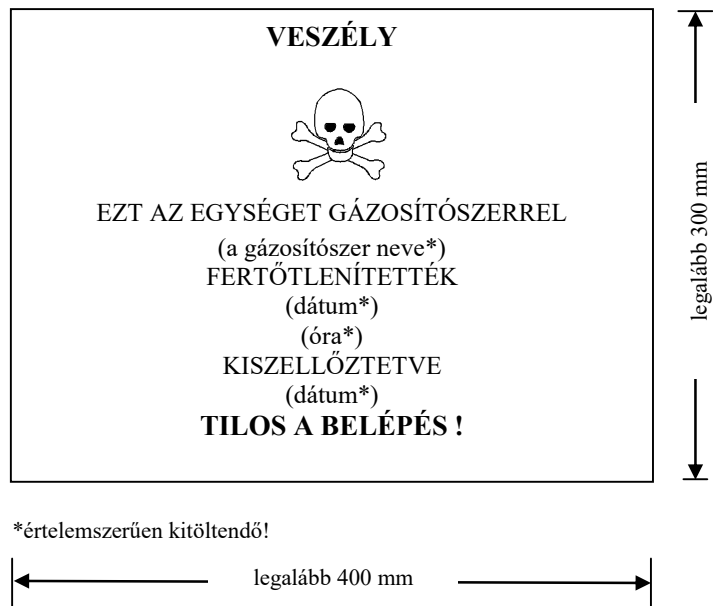 VESZÉLY
EZT AZ EGYSÉGET GÁZOSÍTÓSZERREL
(a gázosítószer neve*)
FERTŐTLENÍTETTÉK
(dátum*)
(óra*)
KISZELLŐZTETVE
(dátum*)
TILOS A BELÉPÉS !
legalább 300 mm
*értelemszerűen kitöltendő!
legalább 400 mm